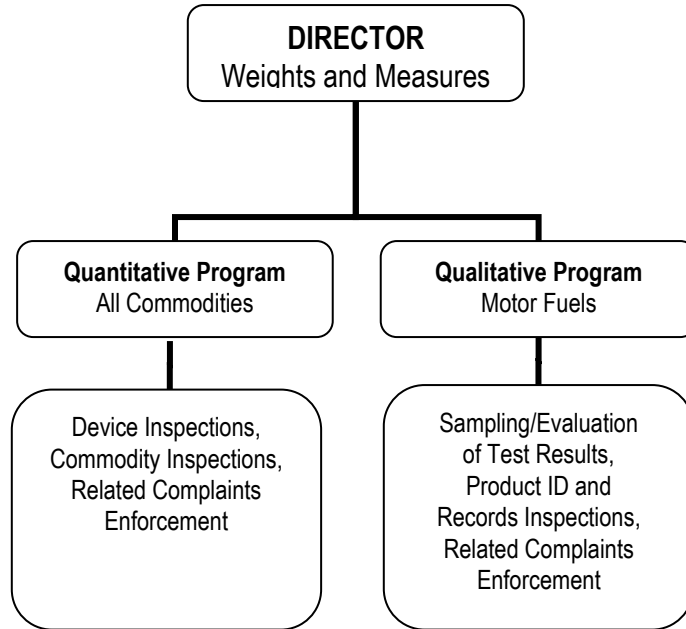 DIRECTOR
Weights and Measures
Quantitative Program
All Commodities
Qualitative Program
Motor Fuels
Device Inspections,
Commodity Inspections,
Related Complaints
Enforcement
Sampling/Evaluation
of Test Results,
Product ID and
Records Inspections,
Related Complaints
Enforcement